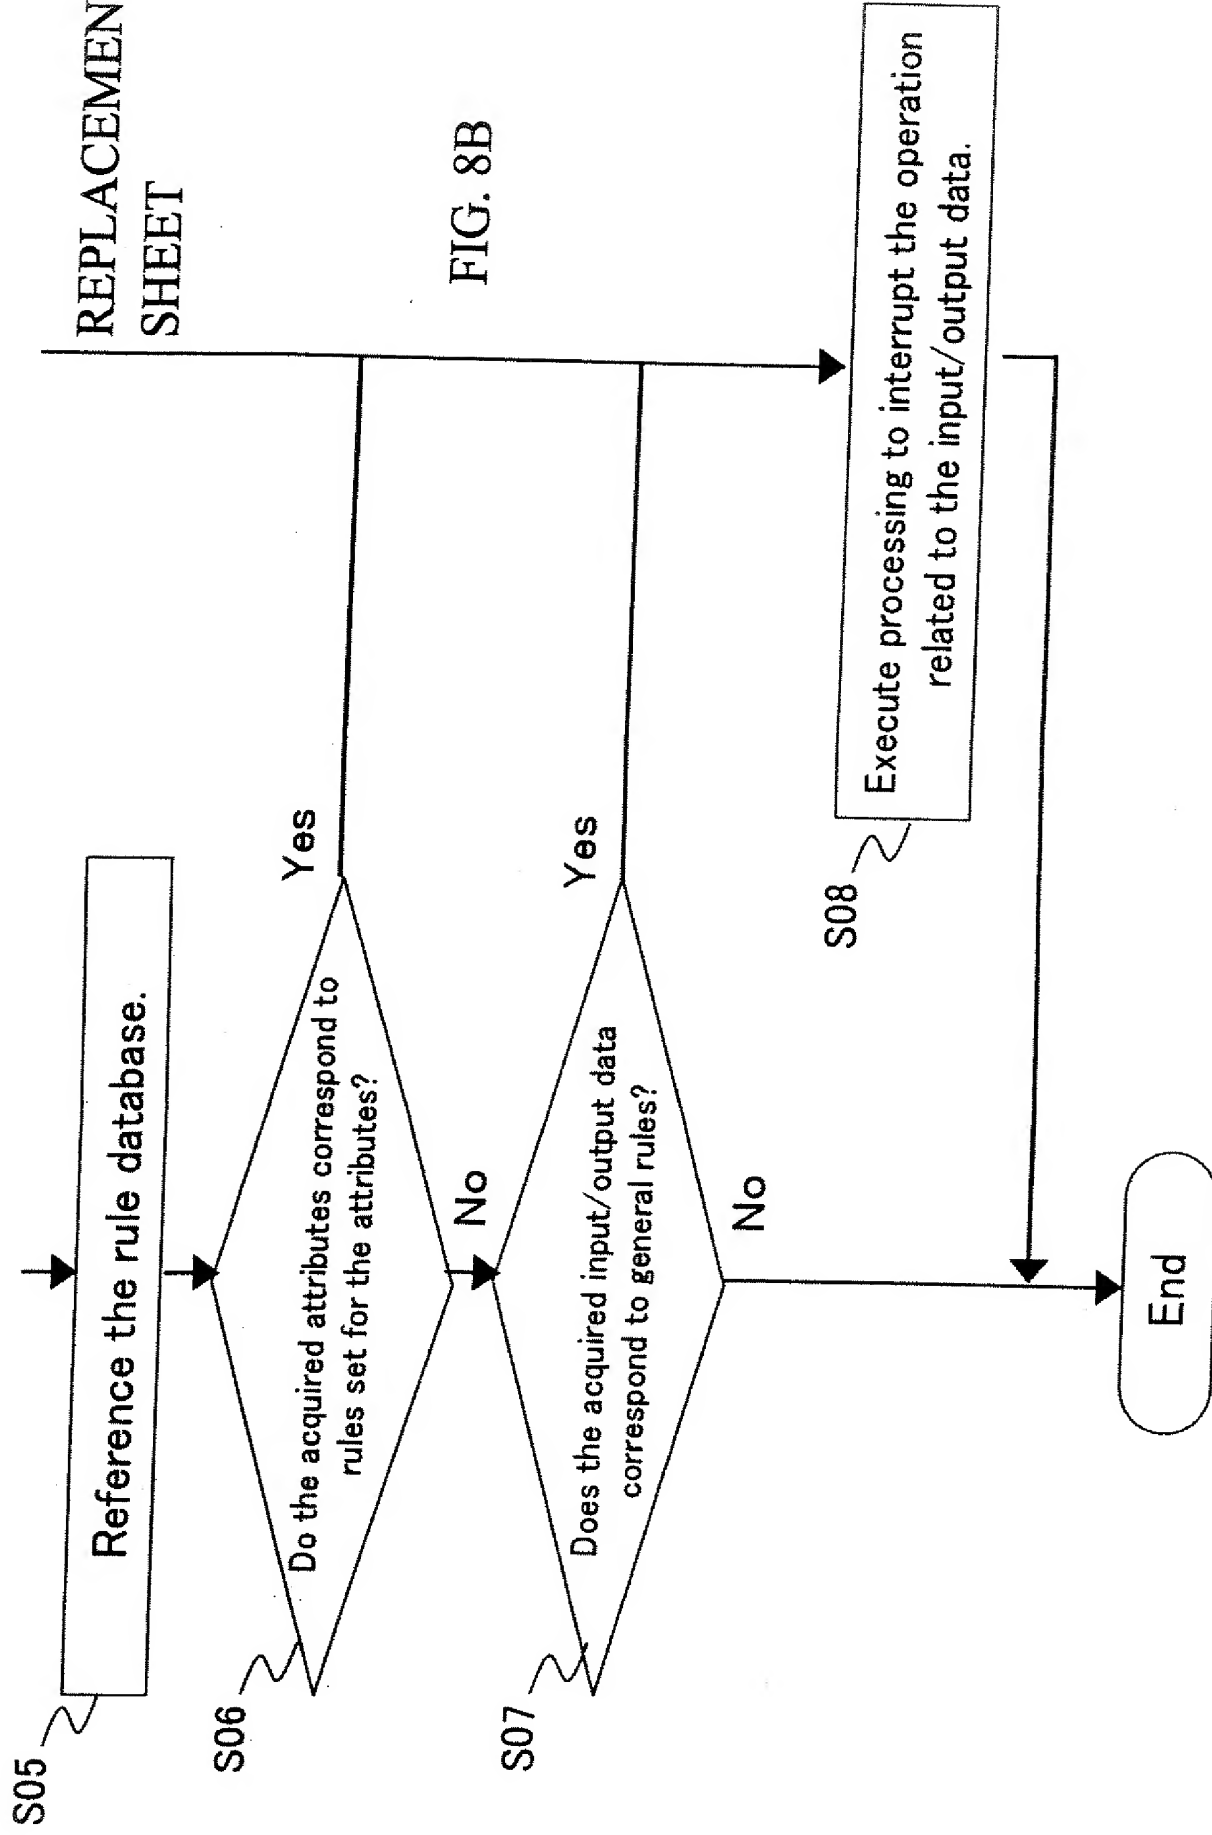 REPLACEMEN
SHEET
FIG. 8B
S05
Reference the rule database.
S06
Do the acquired attributes correspond to
rules set for the attributes?
Yes
No
S07
Does the acquired input/output data
correspond to general rules?
Yes
No
S08
Execute processing to interrupt the operation
related to the input/output data.
End